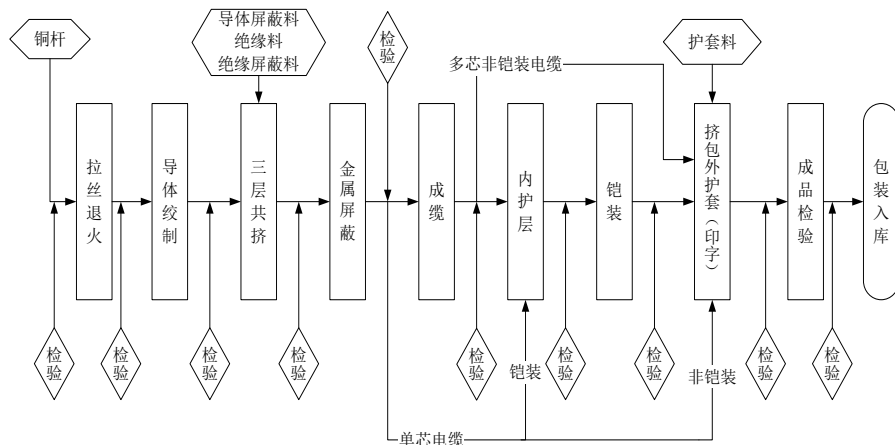 铜杆
导体屏蔽料
绝缘料
绝缘屏蔽料
检验
多芯非铠装电缆
护套料
拉丝退火
导体绞制
三层共挤
金属屏蔽
成缆
内护层
铠装
挤包外护套(印字)
成品检验
包装入库
检验
检验
检验
检验
检验
铠装
检验
检验
非铠装
检验
检验
单芯电缆